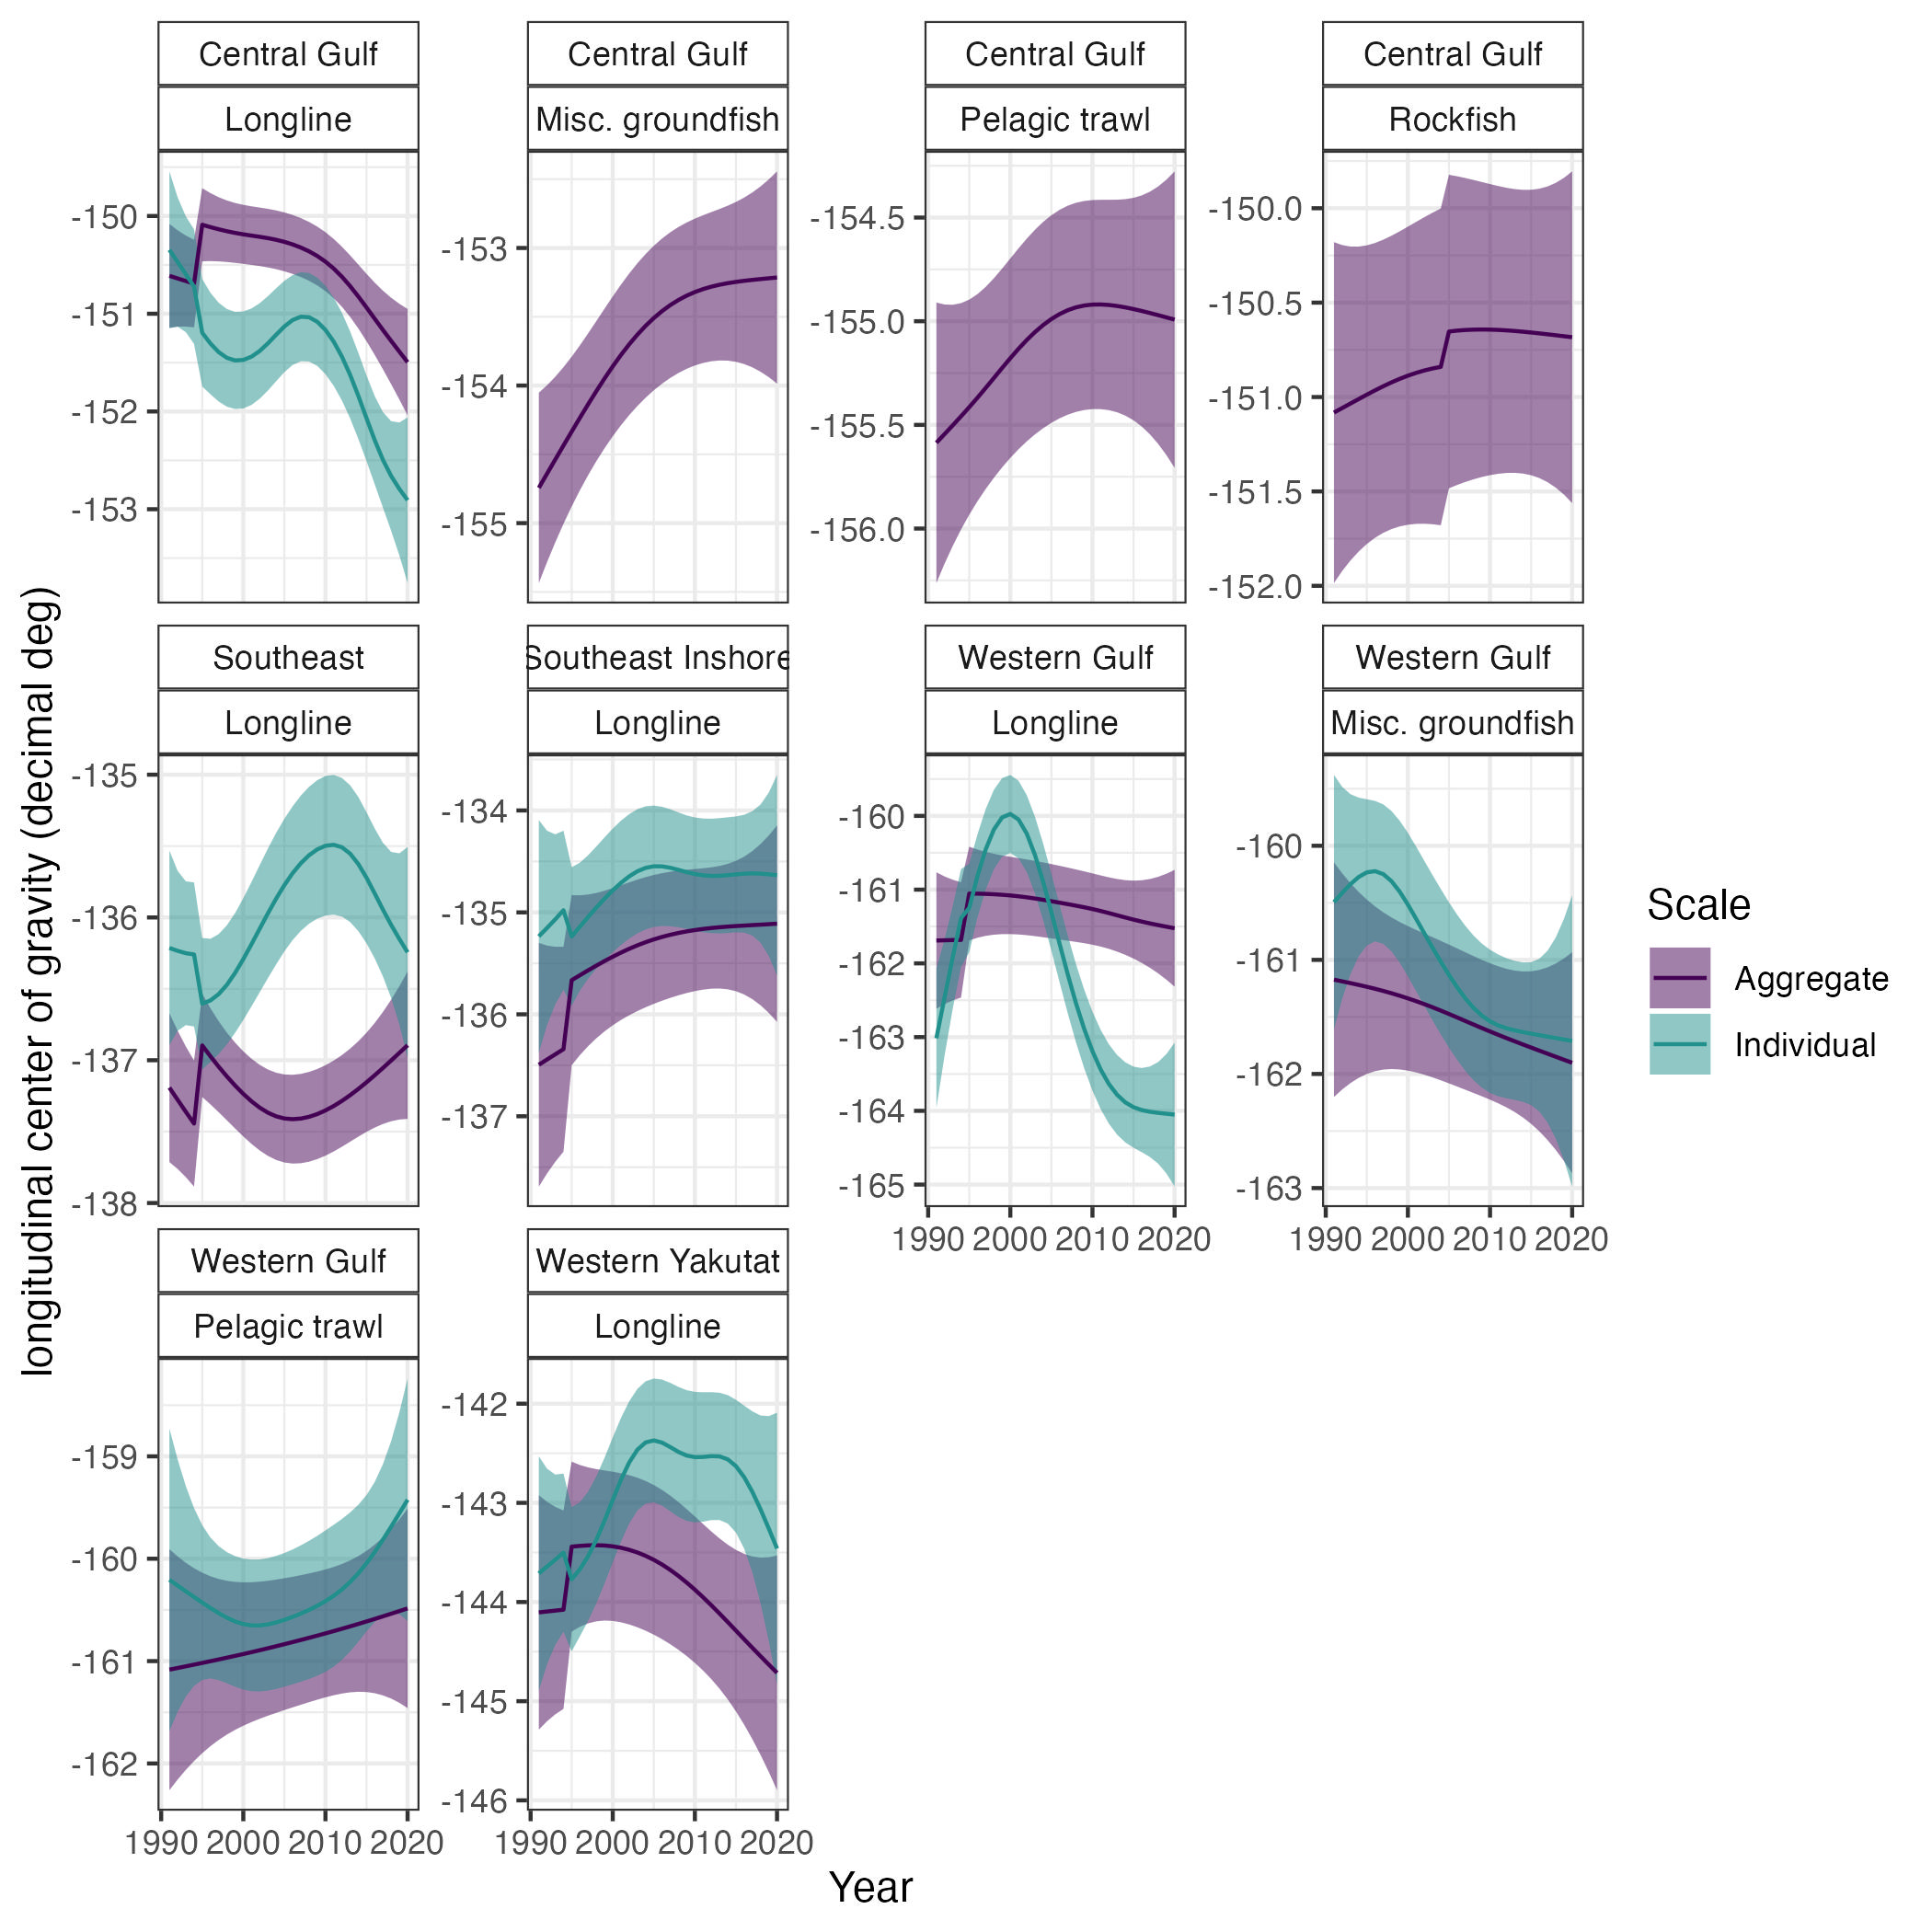 Central Gulf
Longline
Central Gulf
Misc. groundfish
Central Gulf
Pelagic trawl
Central Gulf
Rockfish
-150
-151
-152
-153
-153
-154
-155
-154.5
-155.0
-155.5
-156.0
-150.0
-150.5
-151.0
-151.5
-152.0
longitudinal center of gravity (decimal deg)
Southeast
Longline
Southeast Inshore
Longline
Western Gulf
Longline
Western Gulf
Misc. groundfish
-135
-136
-137
-138
-134
-135
-136
-137
-160
-161
-162
-163
-164
-165
1990 2000 2010 2020
-160
-161
-162
-163
1990 2000 2010 2020
Scale
Aggregate
Individual
Western Gulf
Pelagic trawl
Western Yakutat
Longline
-159
-160
-161
-162
1990 2000 2010 2020
-142
-143
-144
-145
-146
1990 2000 2010 2020
Year